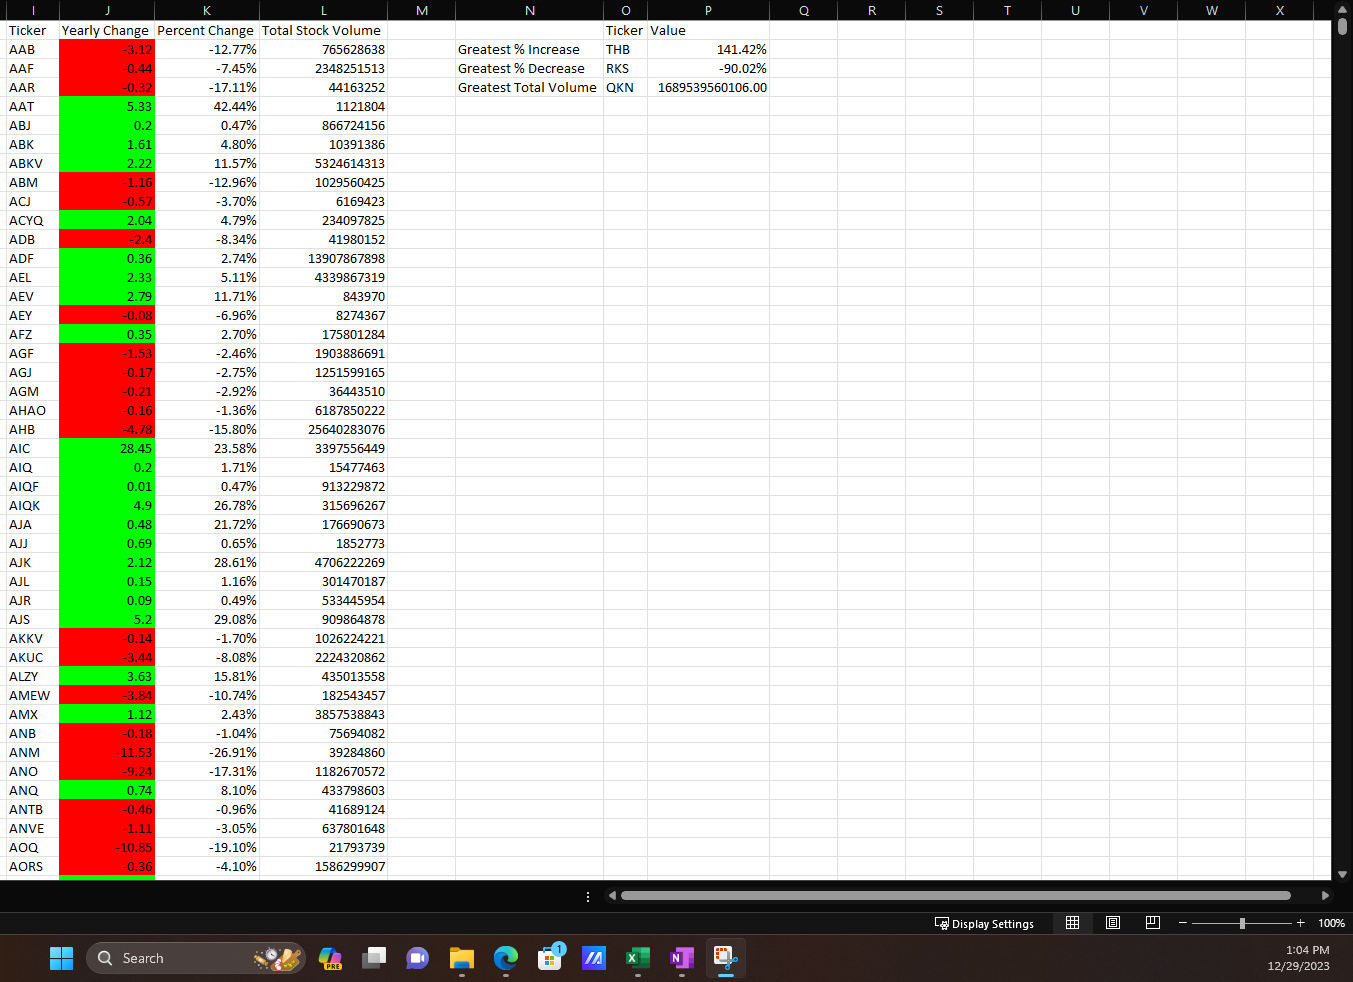 I J K L M N O P Q R S T U V W X
Ticker Yearly Change Percent Change Total Stock Volume Ticker Value
AAB -3.12 -12.77% 765628638 Greatest % Increase THB 141.42%
AAF -0.44 -7.45% 2348251513 Greatest % Decrease RKS -90.02%
AAR -0.32 -17.11% 44163252 Greatest Total Volume QKN 1689539560106.00
AAT 5.33 42.44% 1121804
ABJ 0.2 0.47% 866724156
ABK 1.61 4.80% 10391386
ABKV 2.22 11.57% 5324614313
ABM -1.16 -12.96% 1029560425
ACJ -0.57 -3.70% 6169423
ACYQ 2.04 4.79% 234097825
ADB -2.4 -8.34% 41980152
ADF 0.36 2.74% 13907867898
AEL 2.33 5.11% 4339867319
AEV 2.79 11.71% 843970
AEY -0.08 -6.96% 8274367
AFZ 0.35 2.70% 175801284
AGF -1.53 -2.46% 1903886691
AGJ -0.17 -2.75% 1251599165
AGM -0.21 -2.92% 36443510
AHAO -0.16 -1.36% 6187850222
AHB -4.78 -15.80% 25640283076
AIC 28.45 23.58% 3397556449
AIQ 0.2 1.71% 15477463
AIQF 0.01 0.47% 913229872
AIQK 4.9 26.78% 315696267
AJA 0.48 21.72% 176690673
AJJ 0.69 0.65% 1852773
AJK 2.12 28.61% 4706222269
AJL 0.15 1.16% 301470187
AJR 0.09 0.49% 533445954
AJS 5.2 29.08% 909864878
AKKV -0.14 -1.70% 1026224221
AKUC -3.44 -8.08% 2224320862
ALZY 3.63 15.81% 435013558
AMEW -3.84 -10.74% 182543457
AMX 1.12 2.43% 3857538843
ANB -0.18 -1.04% 75694082
ANM -11.53 -26.91% 39284860
ANO -9.24 -17.31% 1182670572
ANQ 0.74 8.10% 433798603
ANTB -0.46 -0.96% 41689124
ANVE -1.11 -3.05% 637801648
AOQ -10.85 -19.10% 21793739
AORS -0.36 -4.10% 1586299907
Display Settings 100%
Search PRE 1 1:04 PM
12/29/2023